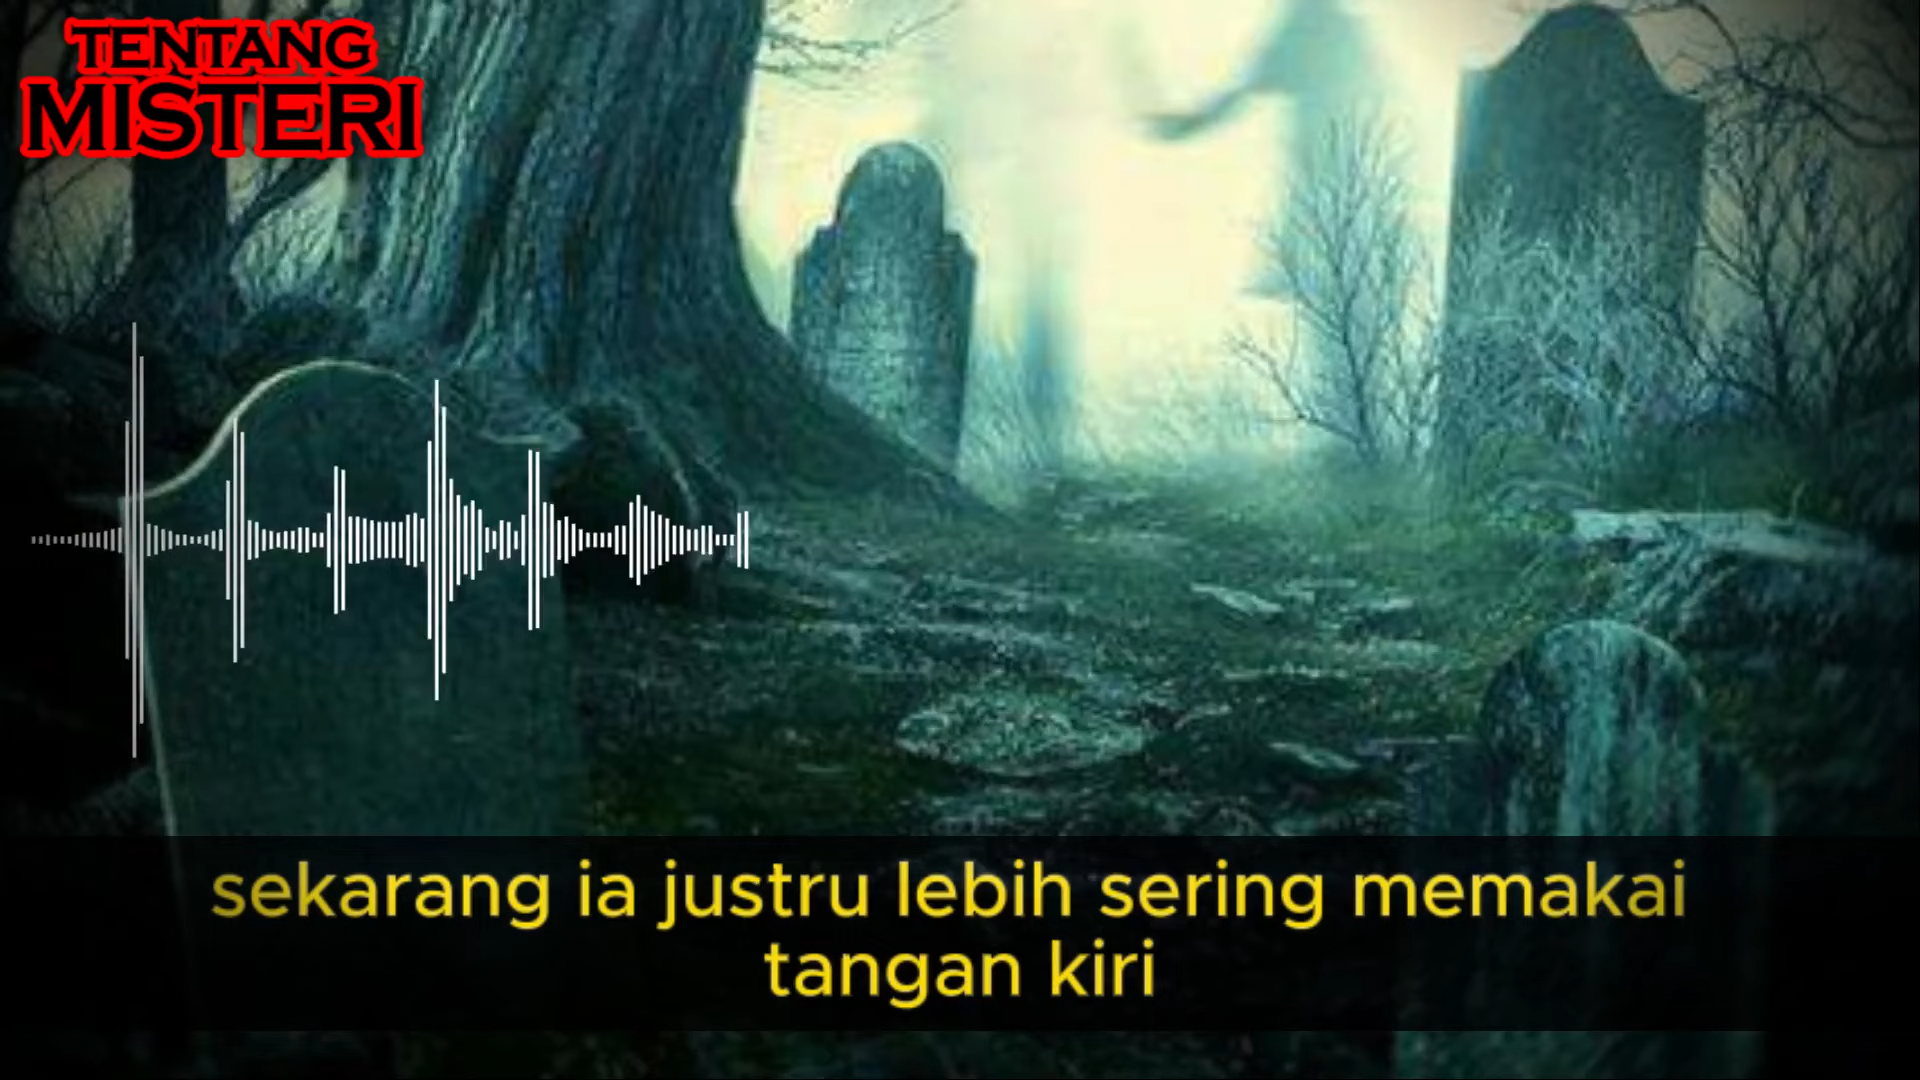 TENTANG
MISTERI
sekarang ia justru lebih sering memakai
tangan kiri